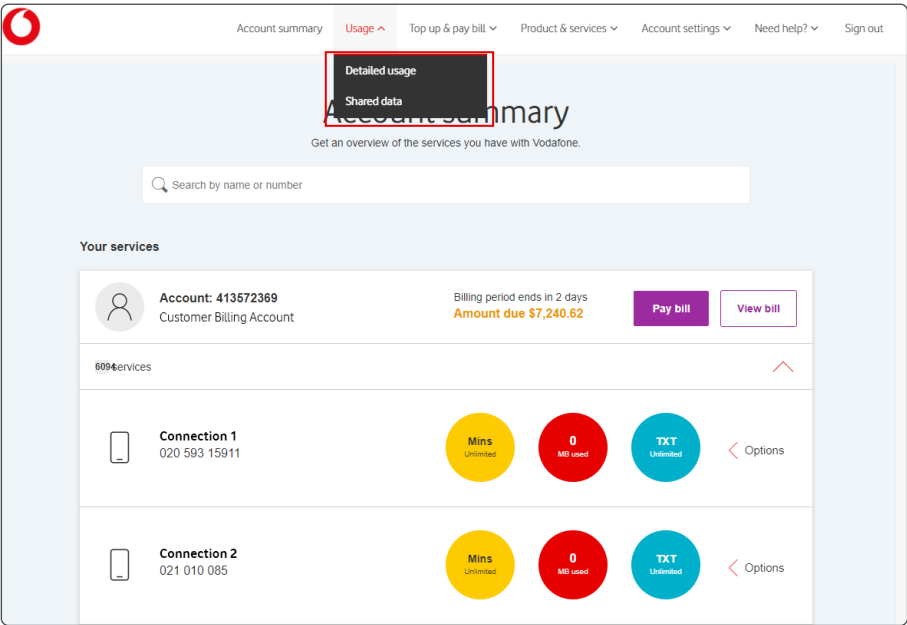 Account summary Usage Top up & pay bill Product & services Account settings Need help? Sign out
Detailed usage
Shared data
Account summary
Get an overview of the services you have with Vodafone.
Search by name or number
Your services
Account: 413572369
Customer Billing Account
Billing period ends in 2 days
Amount due $7,240.62
Pay bill
View bill
6094 services
Connection 1
020 593 15911
Mins
Unlimited
0
MB used
TXT
Unlimited
Options
Connection 2
021 010 085
Mins
Unlimited
0
MB used
TXT
Unlimited
Options